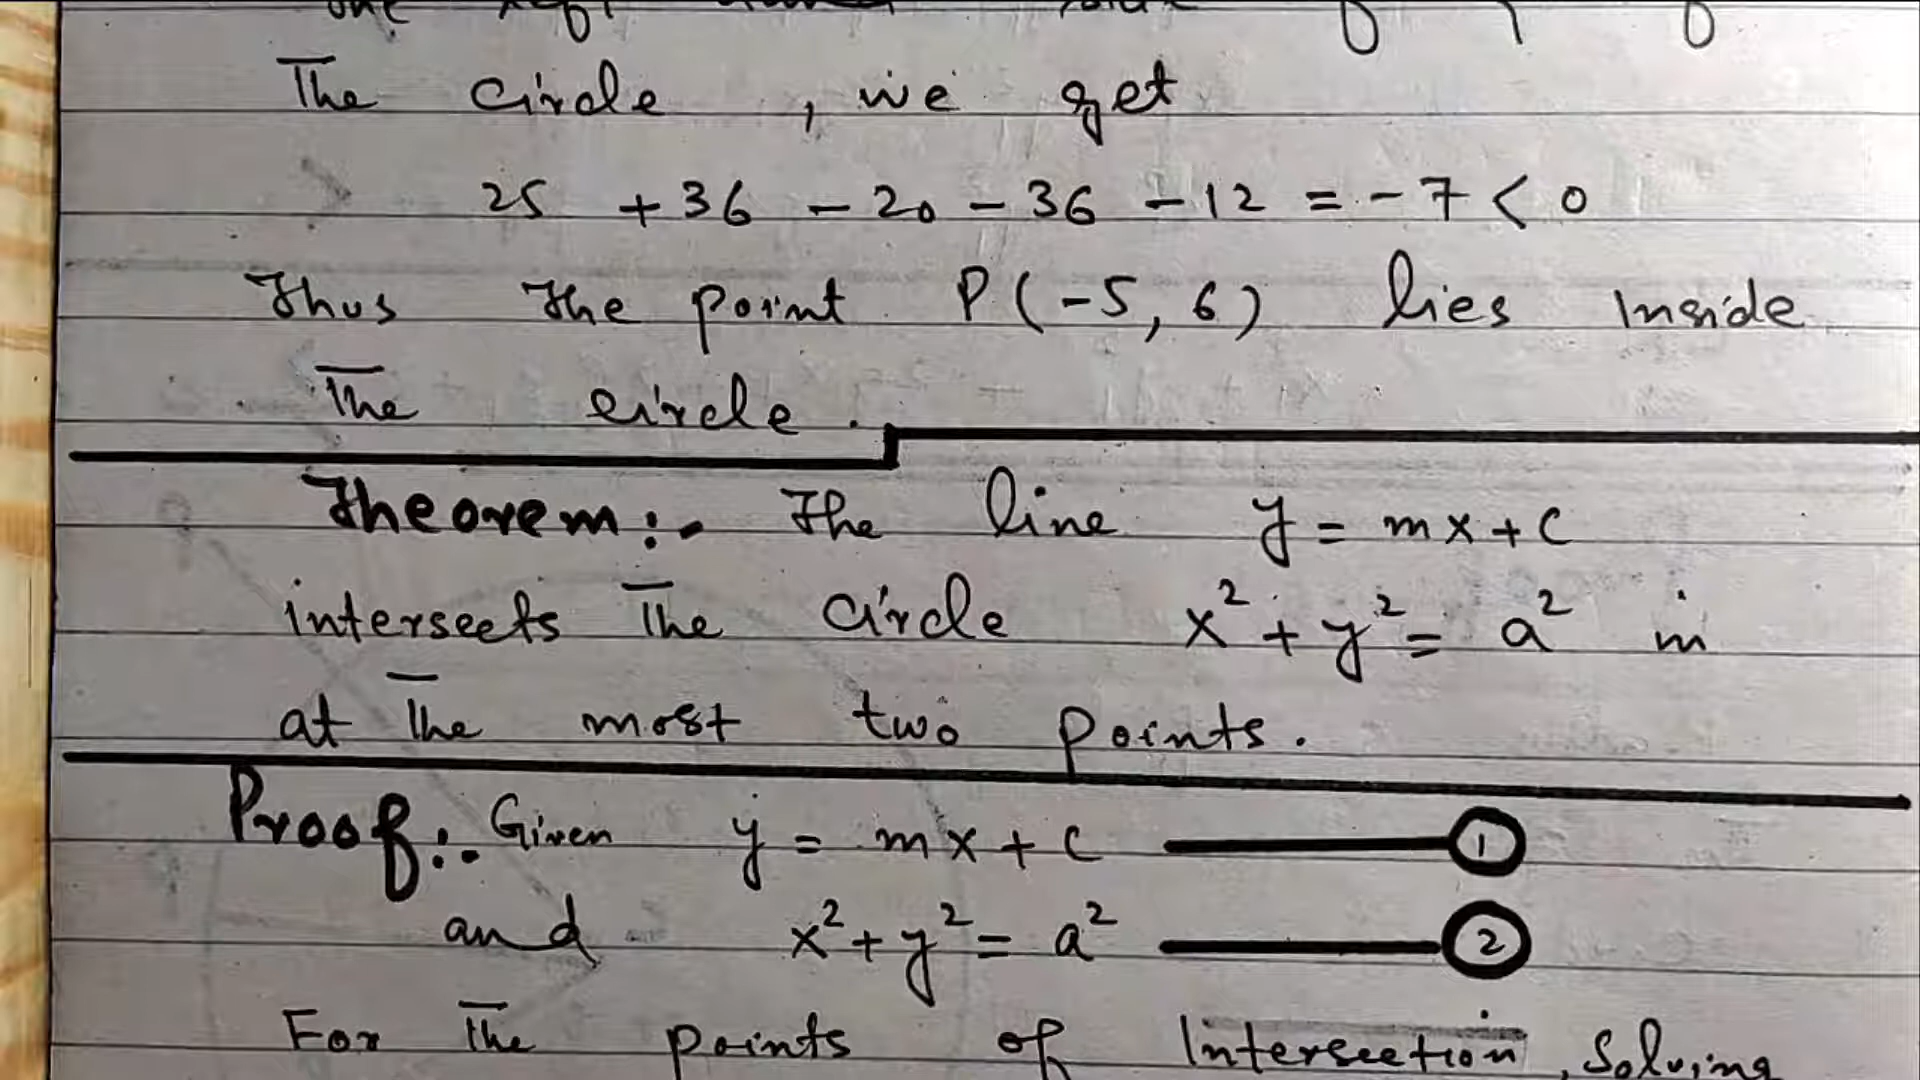 The circle, we get
25 + 36 - 20 - 36 - 12 = -7 < 0
Thus the point P(-5, 6) lies inside
The circle.
Theorem:- The line y = mx + c
intersects The circle x² + y² = a² in
at The most two points.
Proof:- Given y = mx + c — ①
and x² + y² = a² — ②
For The points of Intersection, Solving